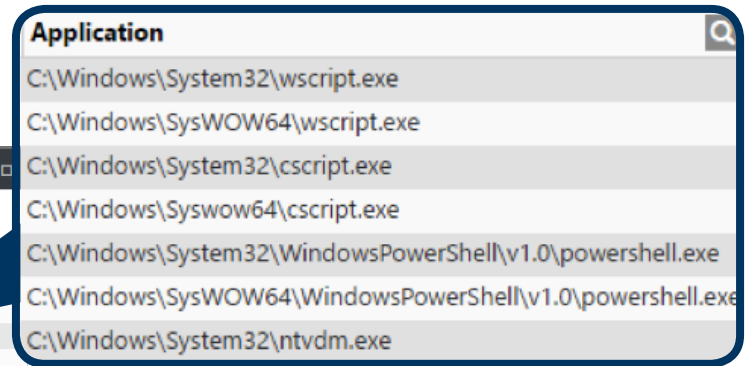 Application
C:\Windows\System32\wscript.exe
C:\Windows\SysWOW64\wscript.exe
C:\Windows\System32\cscript.exe
C:\Windows\Syswow64\cscript.exe
C:\Windows\System32\WindowsPowerShell\v1.0\powershell.exe
C:\Windows\SysWOW64\WindowsPowerShell\v1.0\powershell.exe
C:\Windows\System32\ntvdm.exe